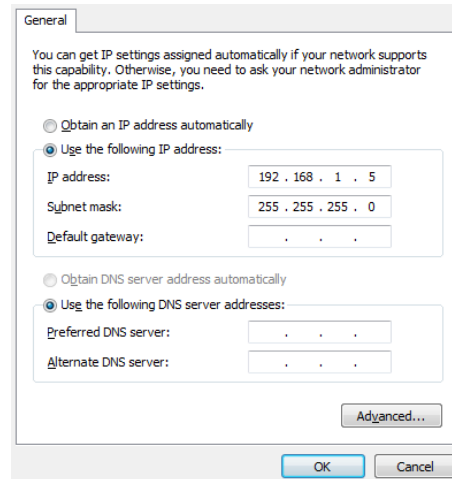 General
You can get IP settings assigned automatically if your network supports
this capability. Otherwise, you need to ask your network administrator
for the appropriate IP settings.
Obtain an IP address automatically
Use the following IP address:
IP address: 192 . 168 . 1 . 5
Subnet mask: 255 . 255 . 255 . 0
Default gateway: . . .
Obtain DNS server address automatically
Use the following DNS server addresses:
Preferred DNS server: . . .
Alternate DNS server: . . .
Advanced...
OK Cancel